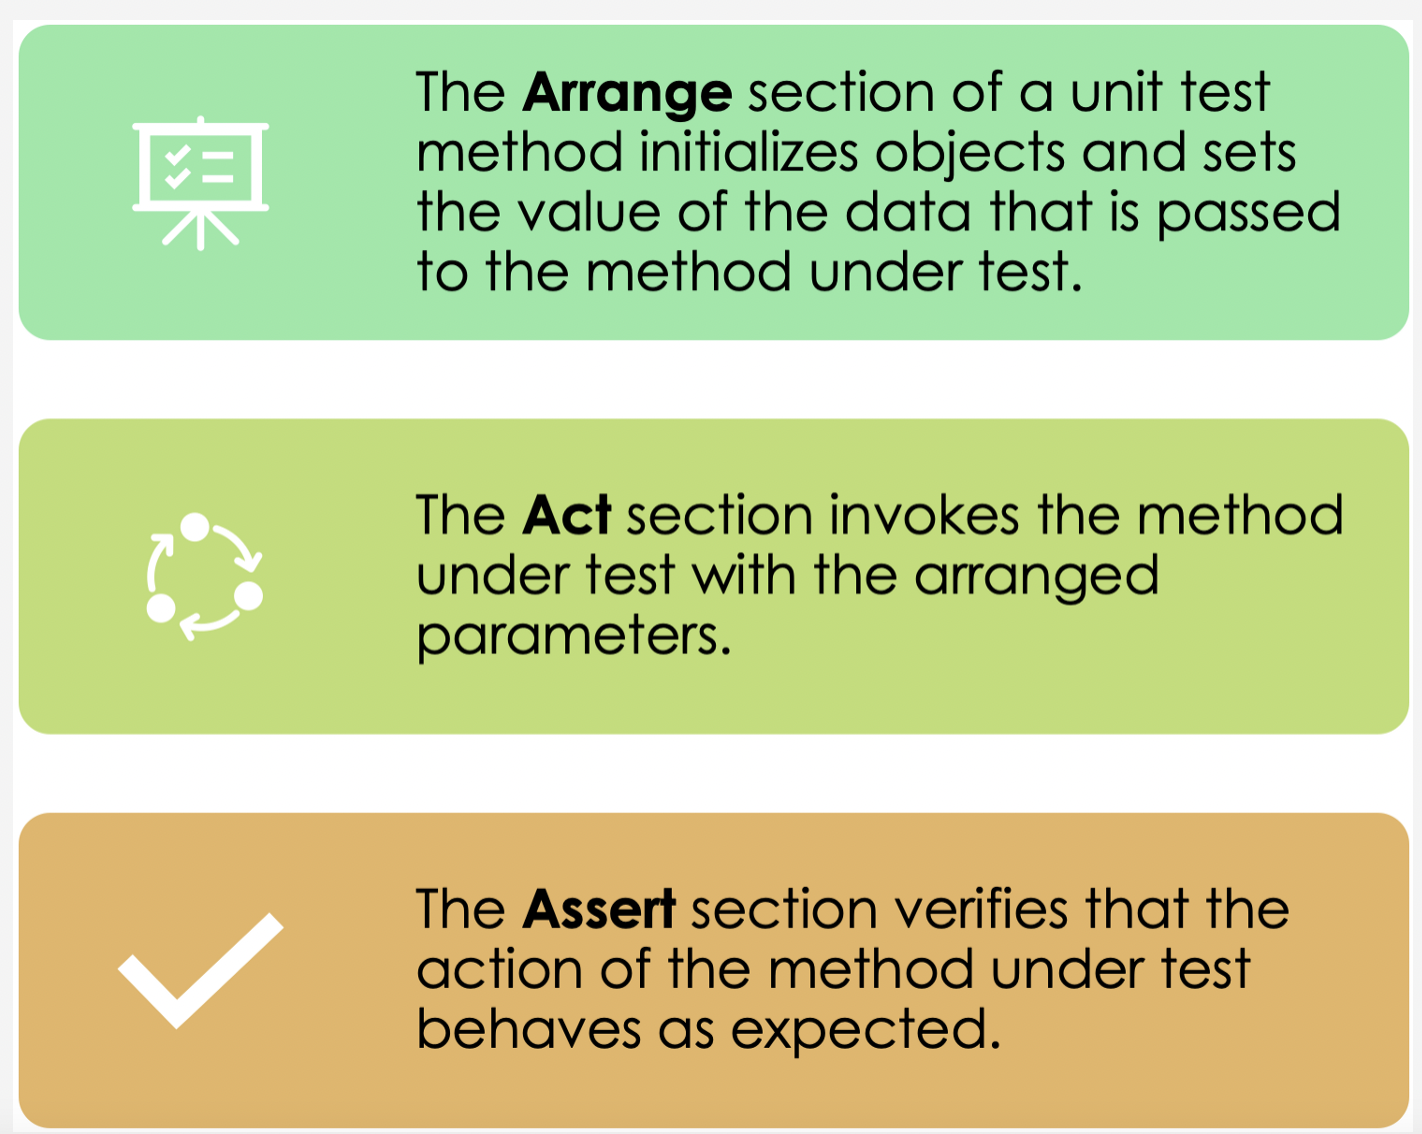 The Arrange section of a unit test
method initializes objects and sets
the value of the data that is passed
to the method under test.
The Act section invokes the method
under test with the arranged
parameters.
The Assert section verifies that the
action of the method under test
behaves as expected.